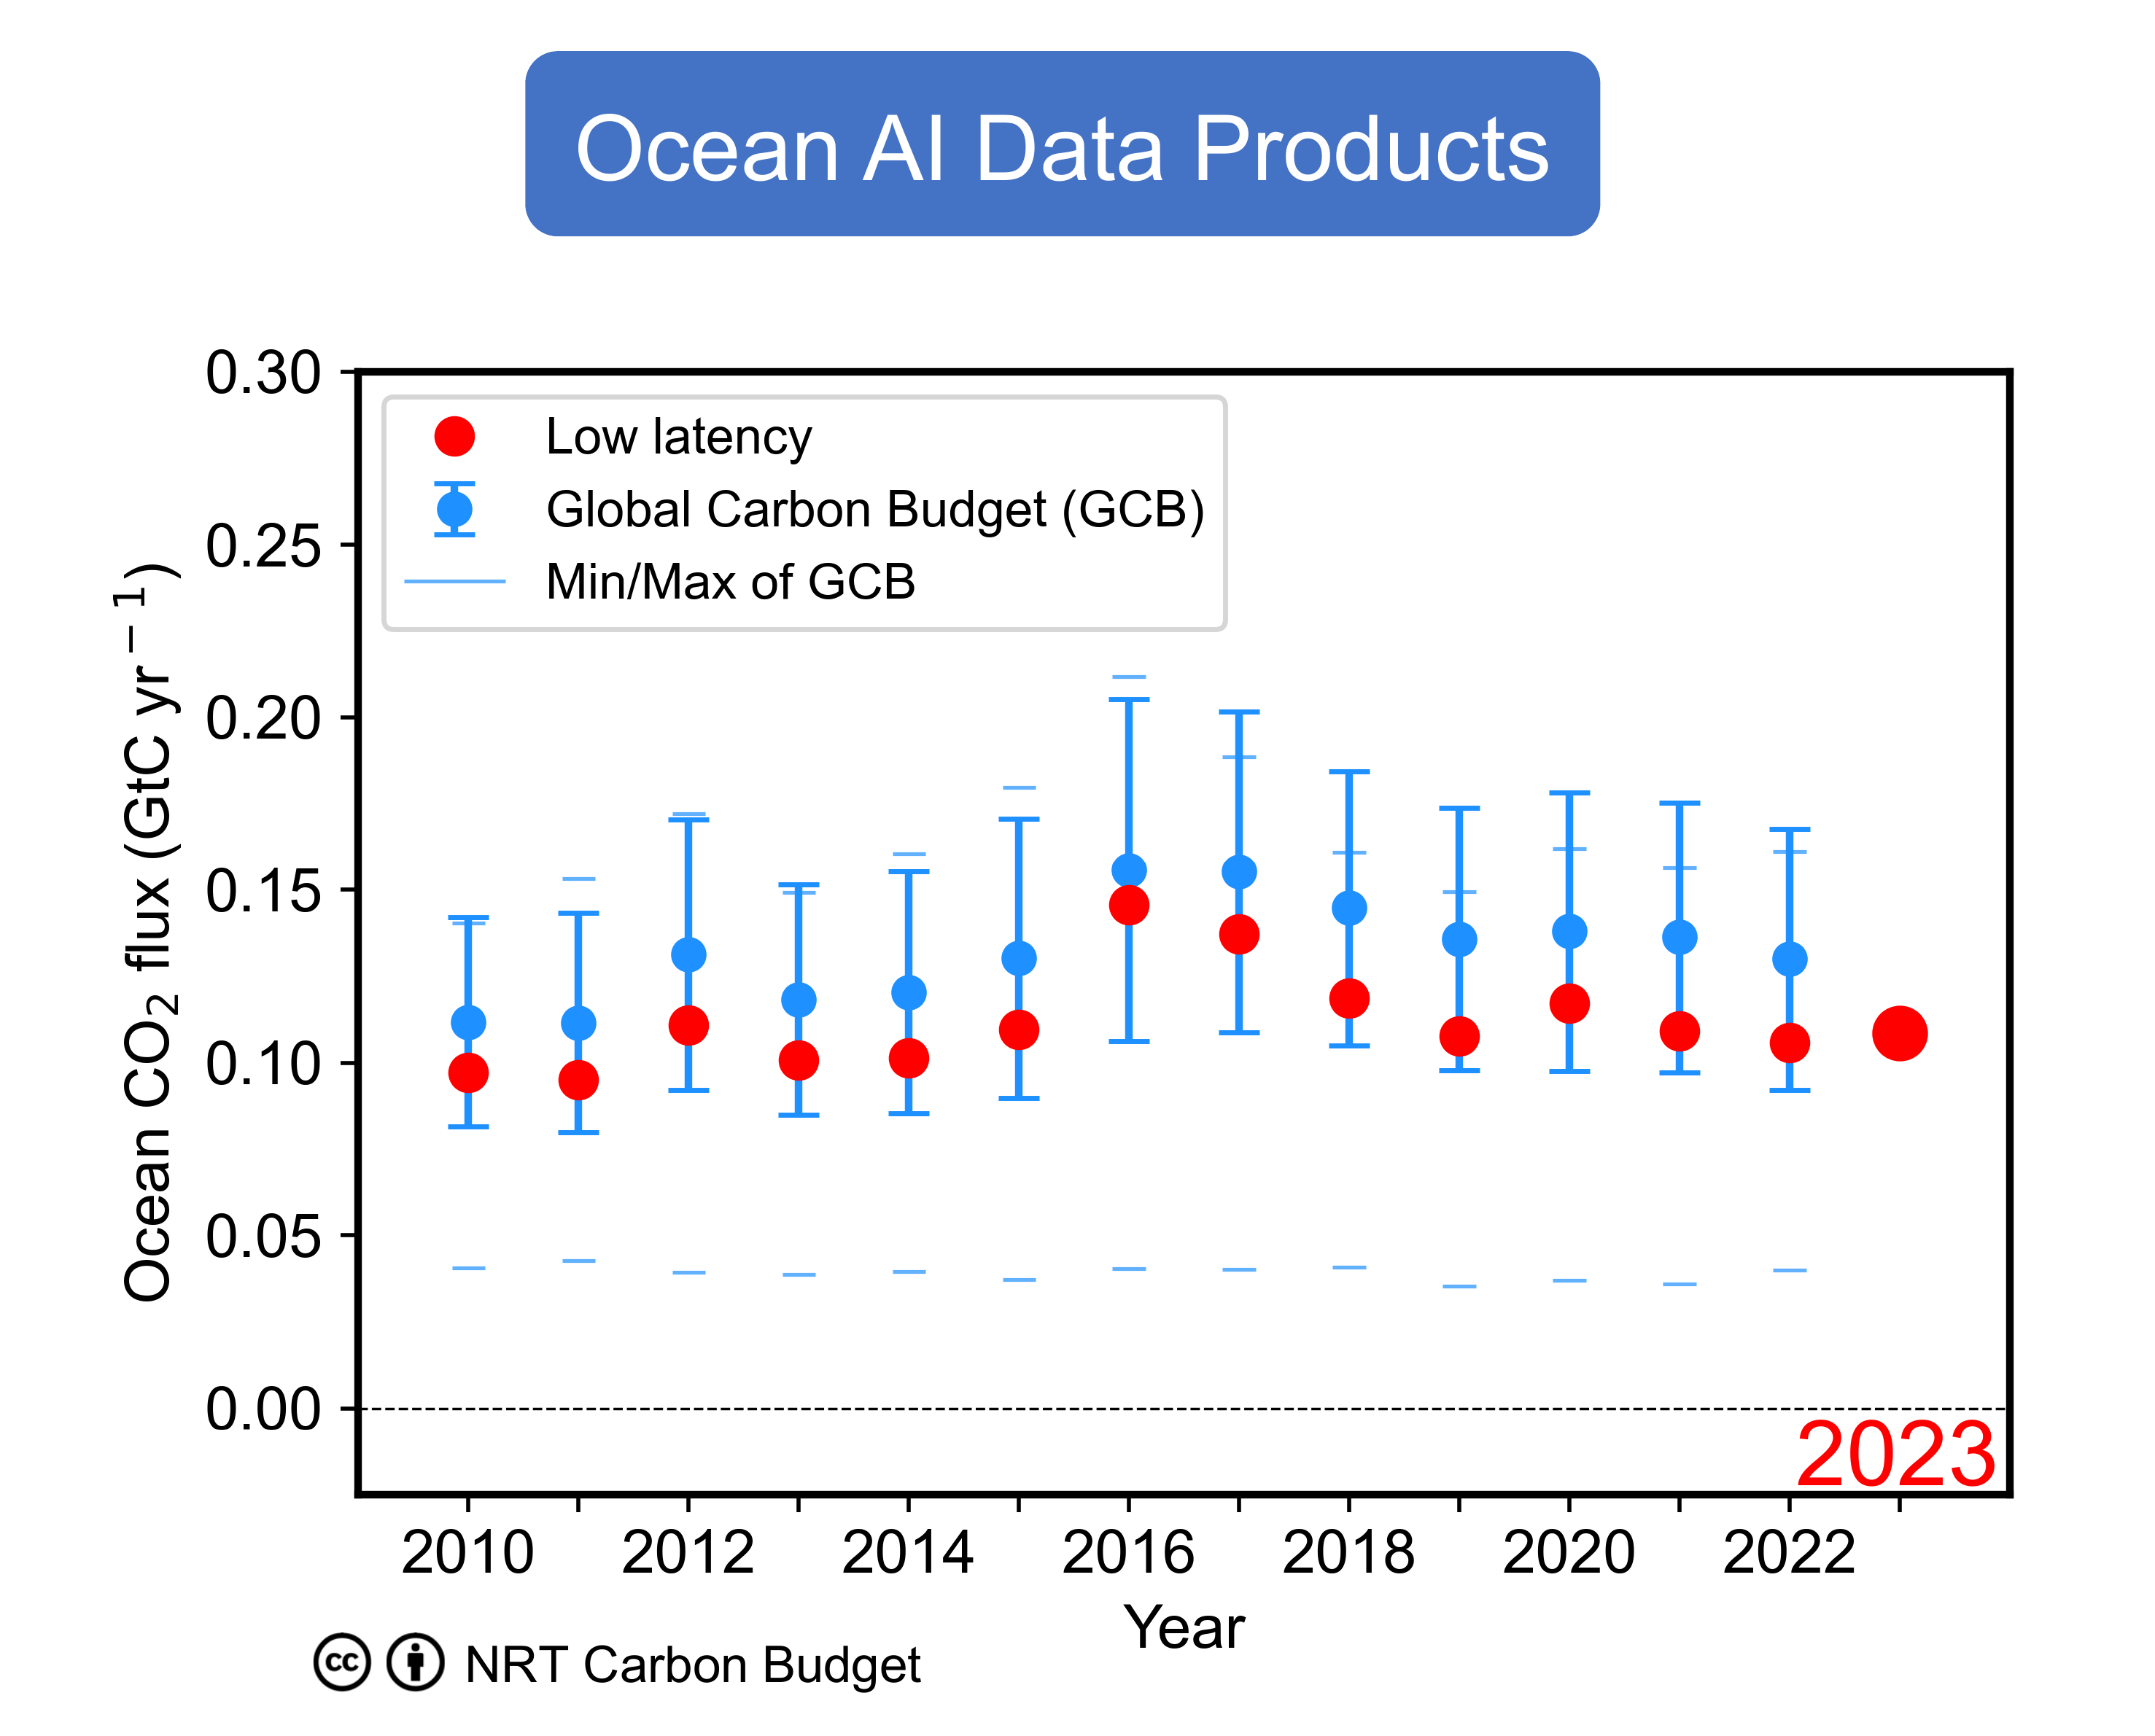 Ocean AI Data Products
0.30
0.25
0.20
0.15
0.10
0.05
0.00
Ocean CO₂ flux (GtC yr⁻¹)
Low latency
Global Carbon Budget (GCB)
Min/Max of GCB
2023
2010 2012 2014 2016 2018 2020 2022
Year
cc NRT Carbon Budget